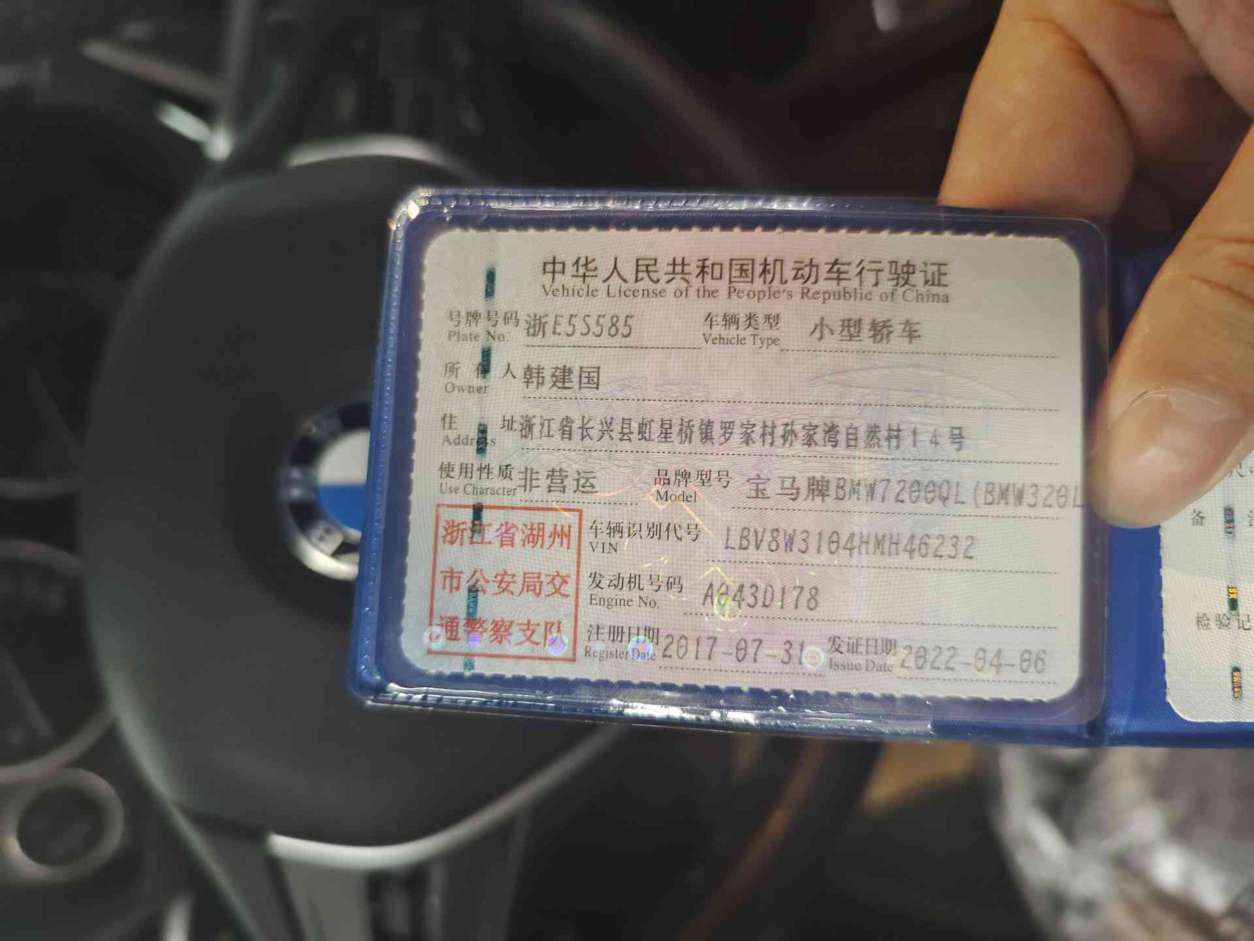 中华人民共和国机动车行驶证
Vehicle License of the People's Republic of China
号牌号码 浙E5S585 车辆类型 小型轿车
Plate No. Vehicle Type
所有人 韩建国
Owner
住址 浙江省长兴县虹星桥镇罗家村孙家湾自然村14号
Address
使用性质 非营运 品牌型号 宝马牌BMW7200QL(BMW320L
Use Character Model
浙江省湖州
市公安局交
通警察支队
车辆识别代号 LBV8W3104HMH46232
VIN
发动机号码 A043D178
Engine No.
注册日期 2017-07-31 发证日期 2022-04-06
Register Date Issue Date
备
检验记